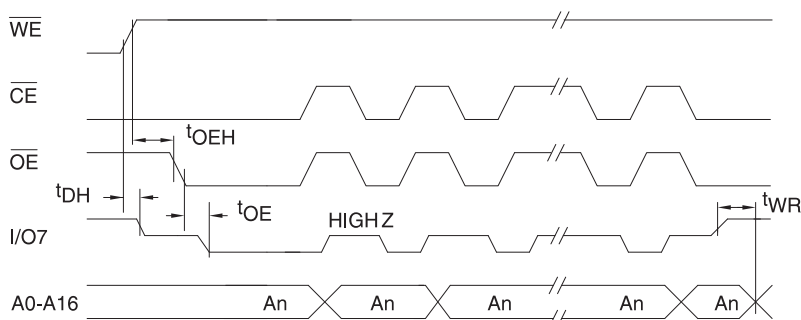 WE
CE
tOEH
OE
tDH
tOE
tWR
HIGH Z
I/O7
A0-A16 An An An An An